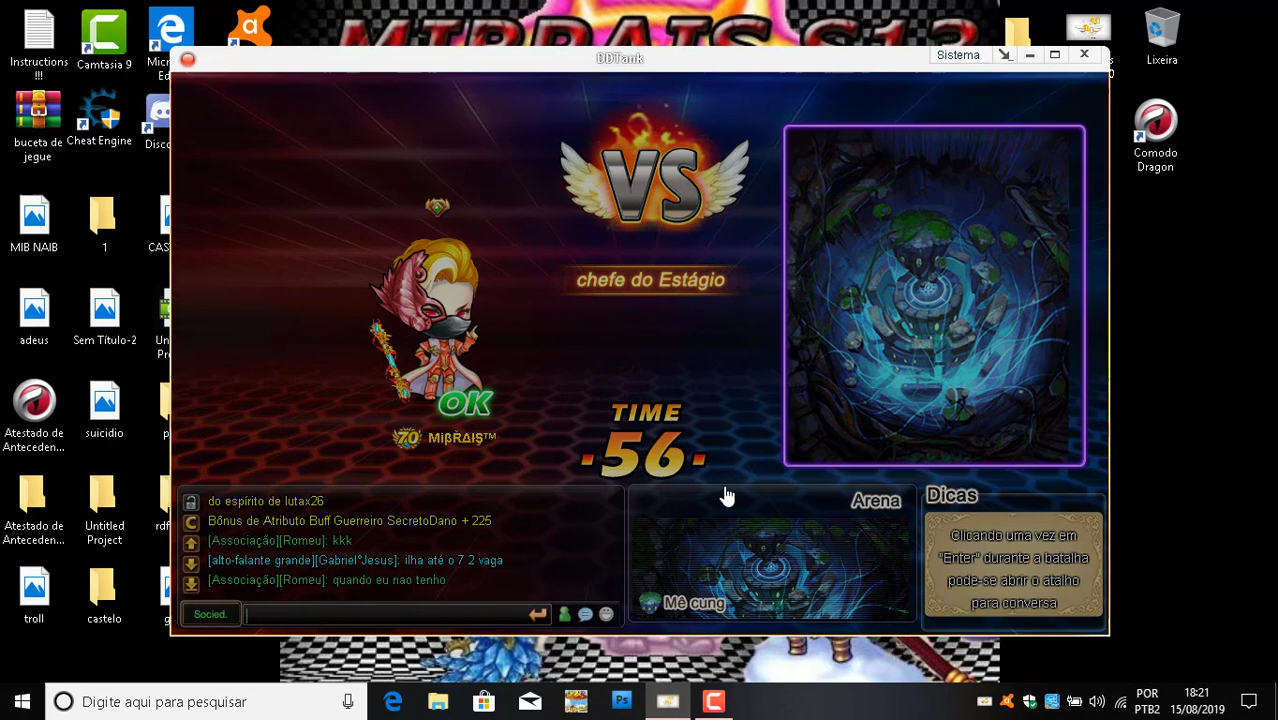 MIBRAIS S13
Instructions
!!!
Camtasia 9
Lixeira
DDTank
Sistema
buceta de
jegue
Cheat Engine
Comodo
Dragon
VS
MIB NAIB
1
chefe do Estágio
adeus
Sem Título-2
OK
TIME
56
70 MiβŘΔIŞ™
Atestado de
Anteceden...
suicidio
do espírito de lutax26
Bônus de Atributo Buff Guerreiro SecretoDano + 225
[Associação][Romeu]: kkk
[alto-falante grande][Gabriel°Jesus]: ilha até o 7 2 vaga
[Associação][Romeu]: quando eu nao tenho
Socied.
Arena
Mê cung
Dicas
Clicando uma vez em
"Enter" durante a batalha
pode-se abrir o atalho
para conversa
Atestado de
Anteceden...
Untitled
Project
troll
castelo
Digite aqui para pesquisar
POR
PTB2
18:21
15/08/2019